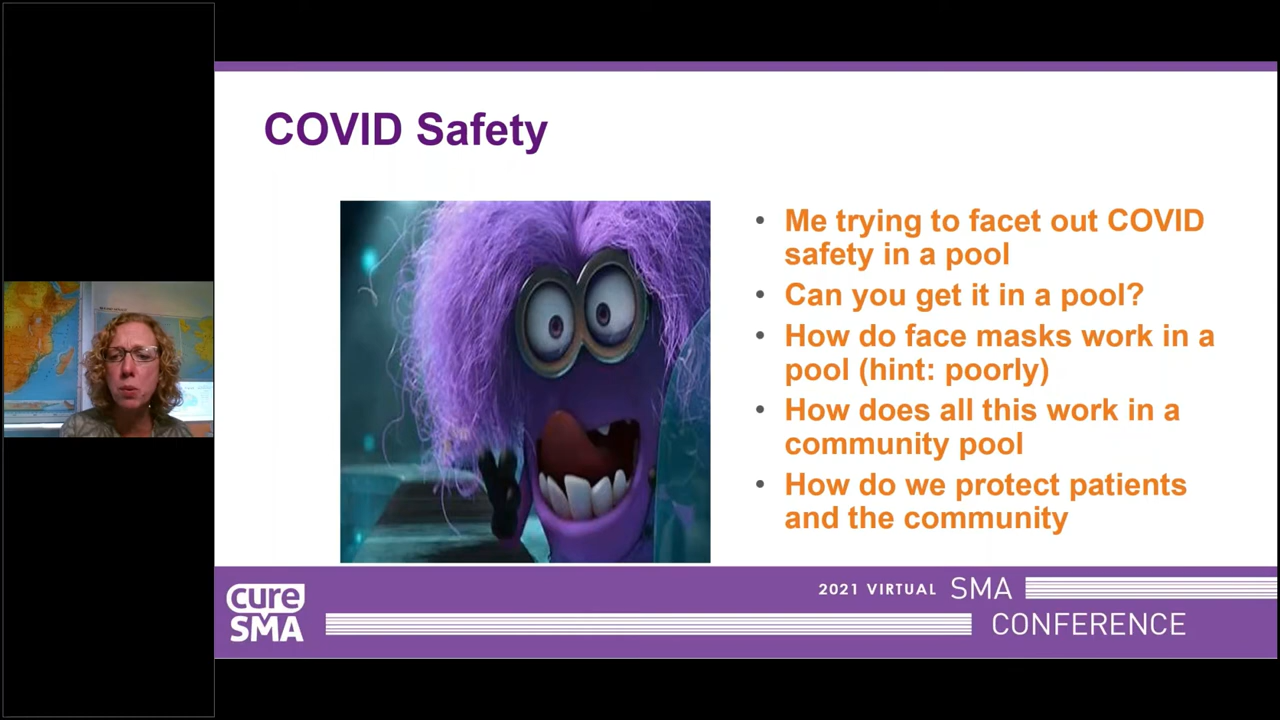 COVID Safety
• Me trying to facet out COVID
safety in a pool
• Can you get it in a pool?
• How do face masks work in a
pool (hint: poorly)
• How does all this work in a
community pool
• How do we protect patients
and the community
cure
SMA
2021 VIRTUAL SMA
CONFERENCE